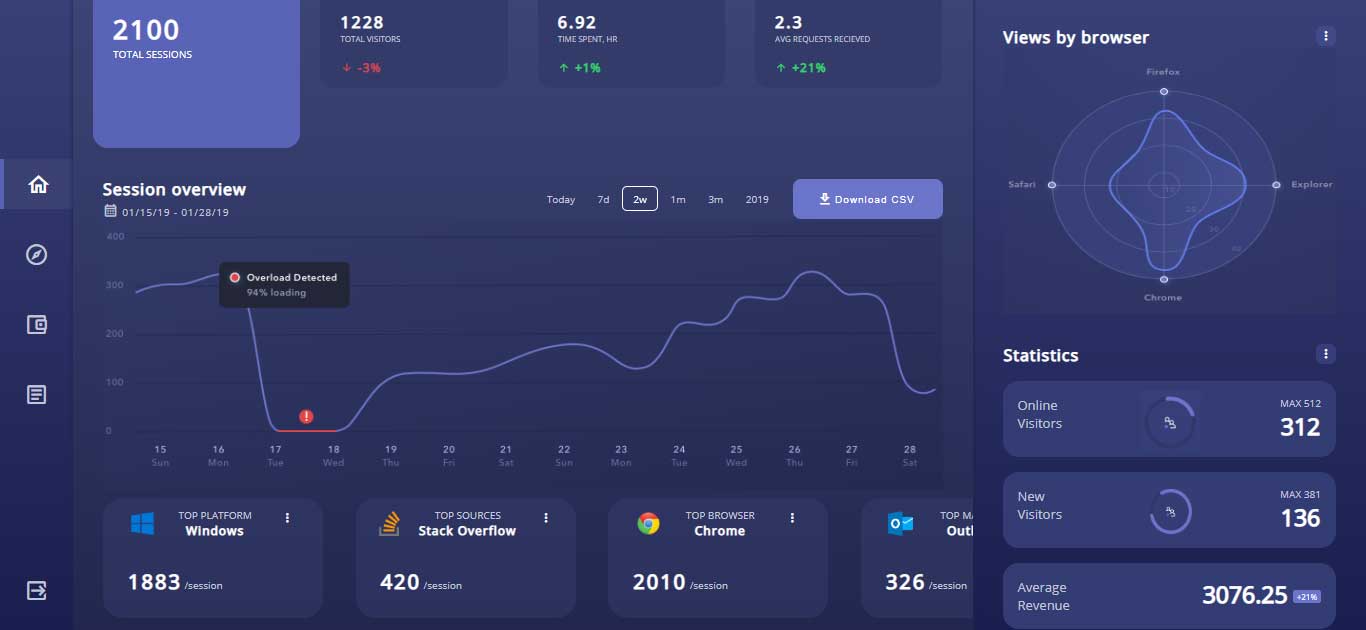 2100
TOTAL SESSIONS
1228
TOTAL VISITORS
-3%
6.92
TIME SPENT, HR
+1%
2.3
AVG REQUESTS RECIEVED
+21%
Session overview
01/15/19 - 01/28/19
Today 7d 2w 1m 3m 2019
Download CSV
400
300
200
100
0
Overload Detected
94% loading
!
15 16 17 18 19 20 21 22 23 24 25 26 27 28
Sun Mon Tue Wed Thu Fri Sat Sun Mon Tue Wed Thu Fri Sat
TOP PLATFORM
Windows
1883 /session
TOP SOURCES
Stack Overflow
420 /session
TOP BROWSER
Chrome
2010 /session
TOP MA
Outl
326 /session
Views by browser
Firefox
Safari
Explorer
Chrome
Statistics
Online
Visitors
MAX 512
312
New
Visitors
MAX 381
136
Average
Revenue
3076.25 +21%